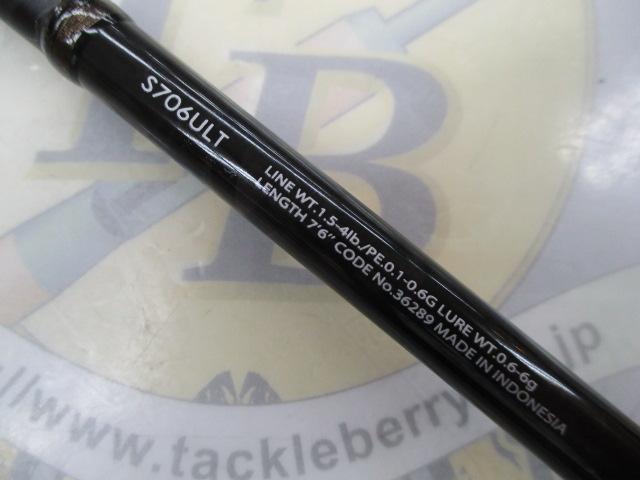 S706ULT
LINE WT.1.5-4lb./PE.0.1-0.6G LURE WT.0.6-6g
LENGTH 7'6" CODE No.36289 MADE IN INDONESIA
TB
://www.tackleberry
.jp